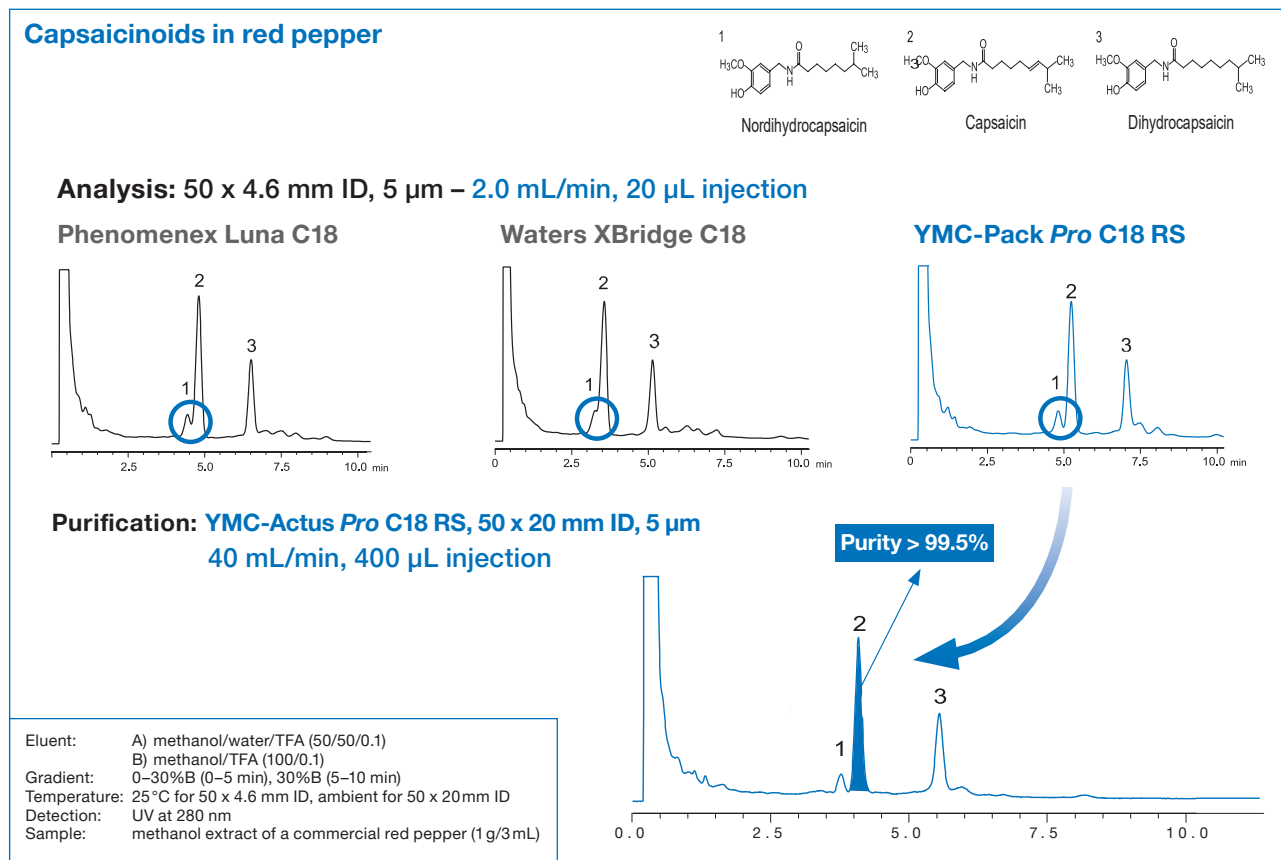 Capsaicinoids in red pepper
1
2
3
O
H3CO
N
H
HO
CH3
CH3
O
H3CO
3
N
H
HO
CH3
CH3
O
H3CO
N
H
HO
CH3
CH3
Nordihydrocapsaicin
Capsaicin
Dihydrocapsaicin
Analysis: 50 x 4.6 mm ID, 5 µm – 2.0 mL/min, 20 µL injection
Phenomenex Luna C18
Waters XBridge C18
YMC-Pack Pro C18 RS
1
2
3
2.5 5.0 7.5 10.0 min
1
2
3
0 2.5 5.0 7.5 10.0 min
1
2
3
0 2.5 5.0 7.5 10.0 min
Purification: YMC-Actus Pro C18 RS, 50 x 20 mm ID, 5 µm
40 mL/min, 400 µL injection
Purity > 99.5%
1
2
3
0.0 2.5 5.0 7.5 10.0
Eluent: A) methanol/water/TFA (50/50/0.1)
B) methanol/TFA (100/0.1)
Gradient: 0–30%B (0–5 min), 30%B (5–10 min)
Temperature: 25°C for 50 x 4.6 mm ID, ambient for 50 x 20 mm ID
Detection: UV at 280 nm
Sample: methanol extract of a commercial red pepper (1 g/3 mL)